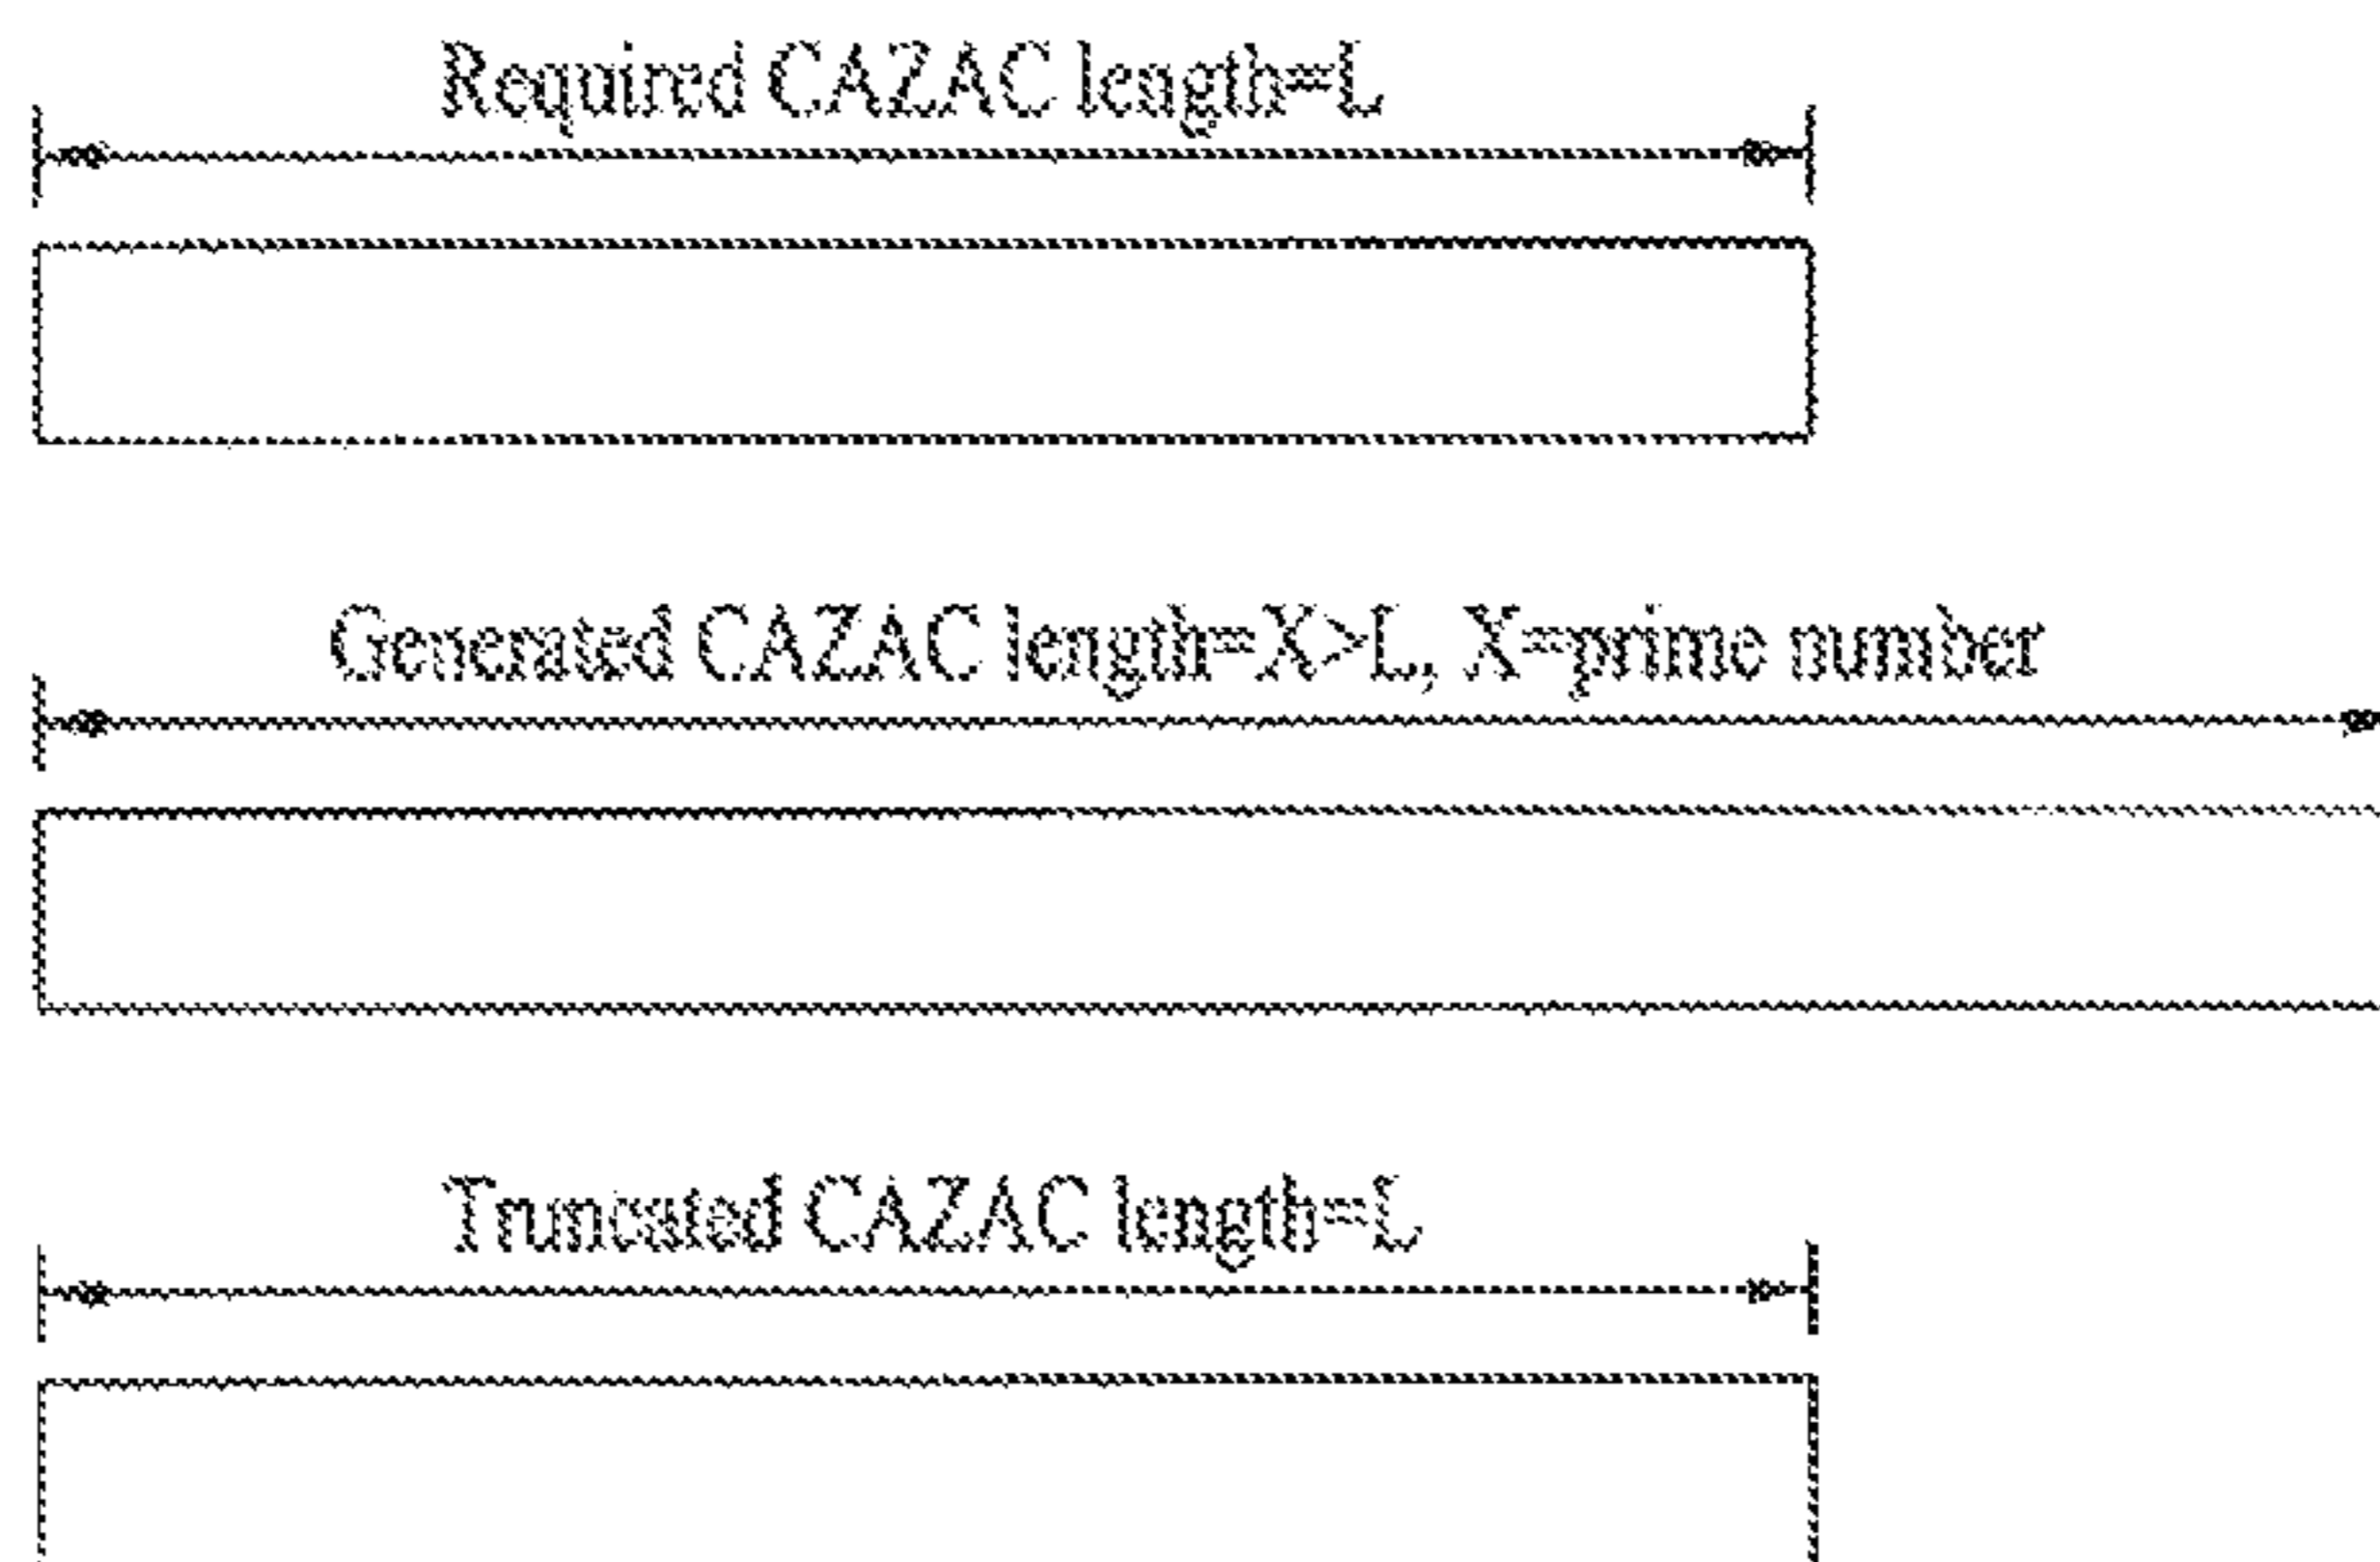 Required CAZAC length=L
Generated CAZAC length=X>L, X=prime number
Truncated CAZAC length=L